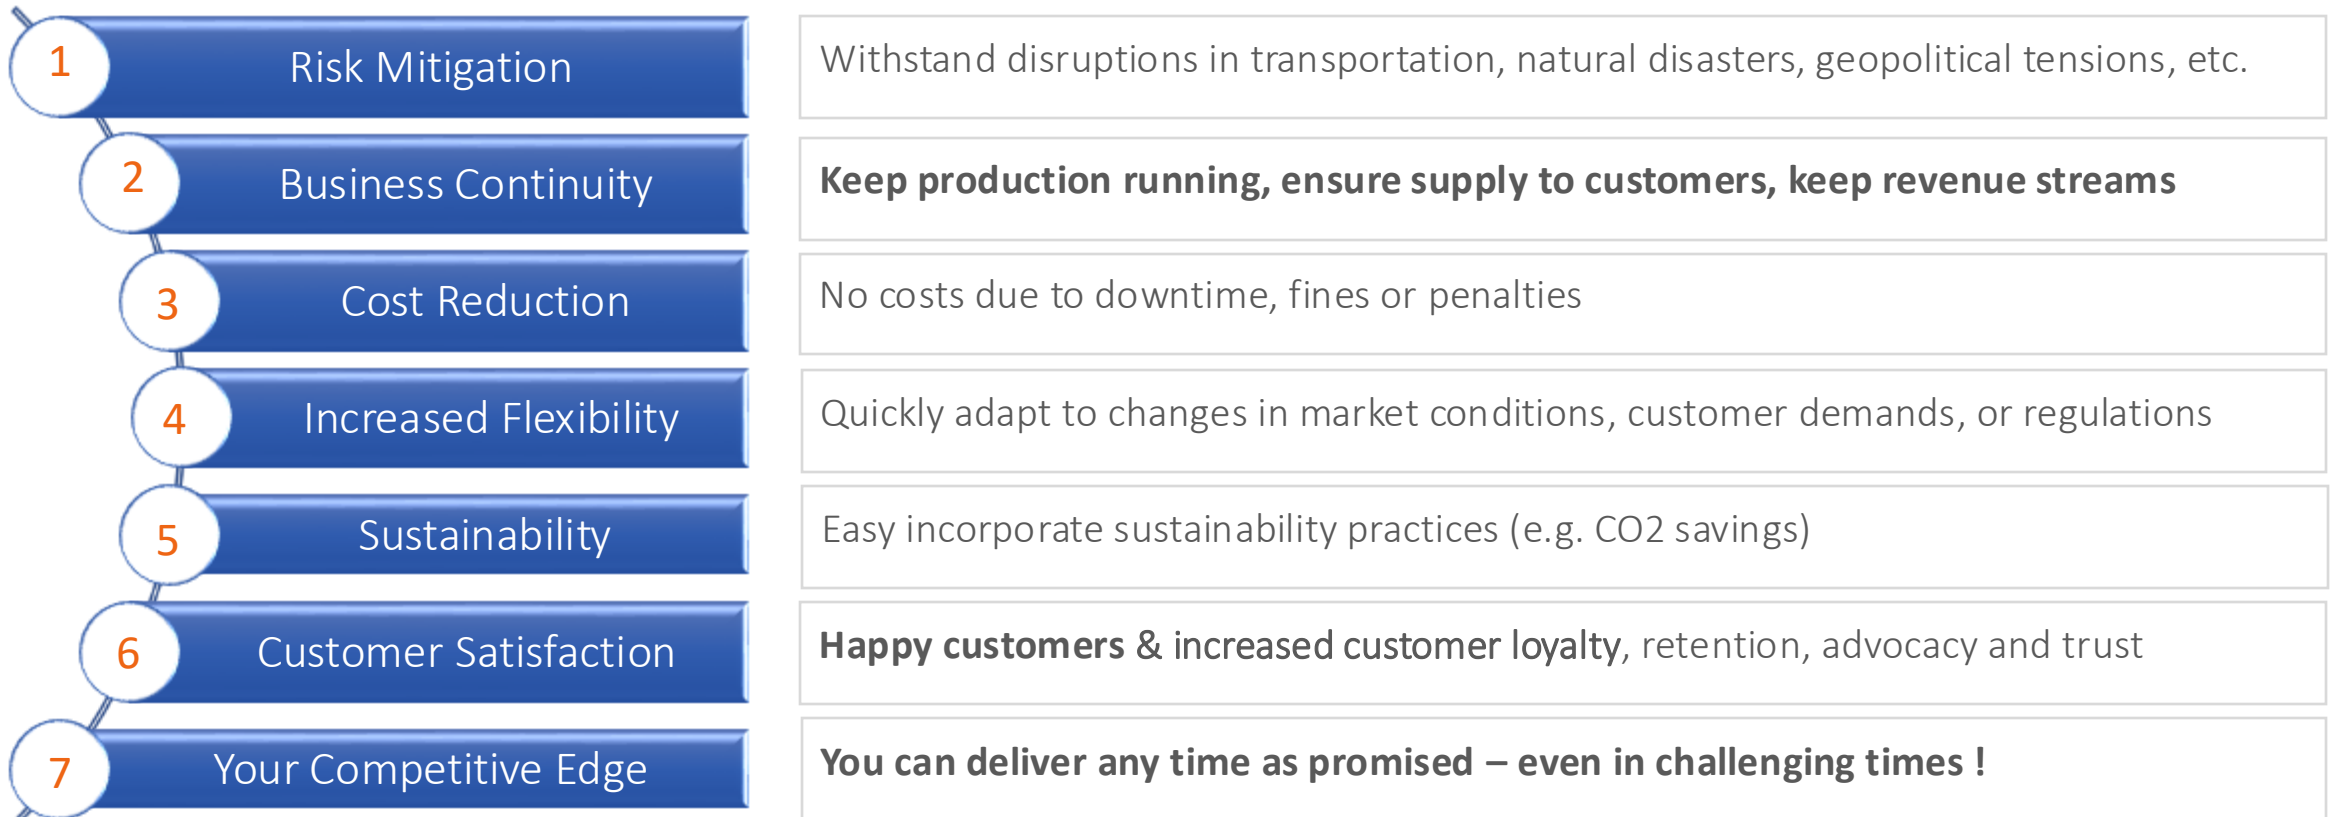 1 Risk Mitigation
Withstand disruptions in transportation, natural disasters, geopolitical tensions, etc.
2 Business Continuity
Keep production running, ensure supply to customers, keep revenue streams
3 Cost Reduction
No costs due to downtime, fines or penalties
4 Increased Flexibility
Quickly adapt to changes in market conditions, customer demands, or regulations
5 Sustainability
Easy incorporate sustainability practices (e.g. CO2 savings)
6 Customer Satisfaction
Happy customers & increased customer loyalty, retention, advocacy and trust
7 Your Competitive Edge
You can deliver any time as promised – even in challenging times !